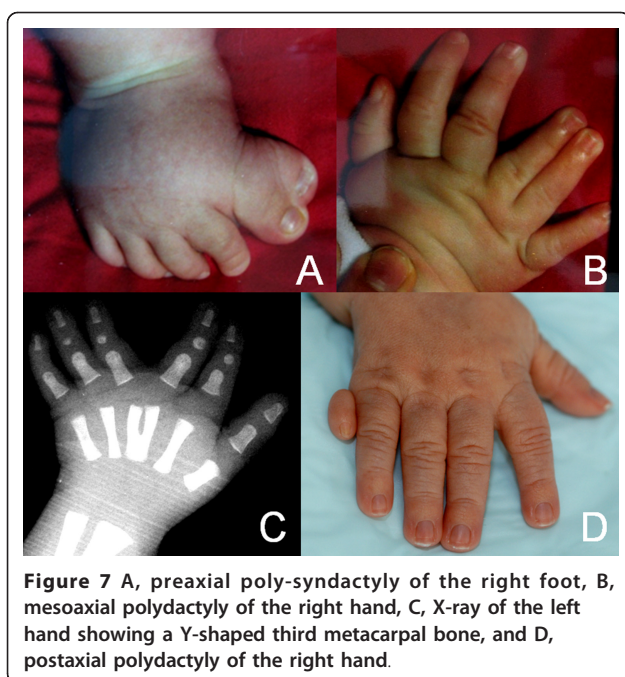 A
B
C
D
Figure 7 A, preaxial poly-syndactyly of the right foot, B,
mesoaxial polydactyly of the right hand, C, X-ray of the left
hand showing a Y-shaped third metacarpal bone, and D,
postaxial polydactyly of the right hand.